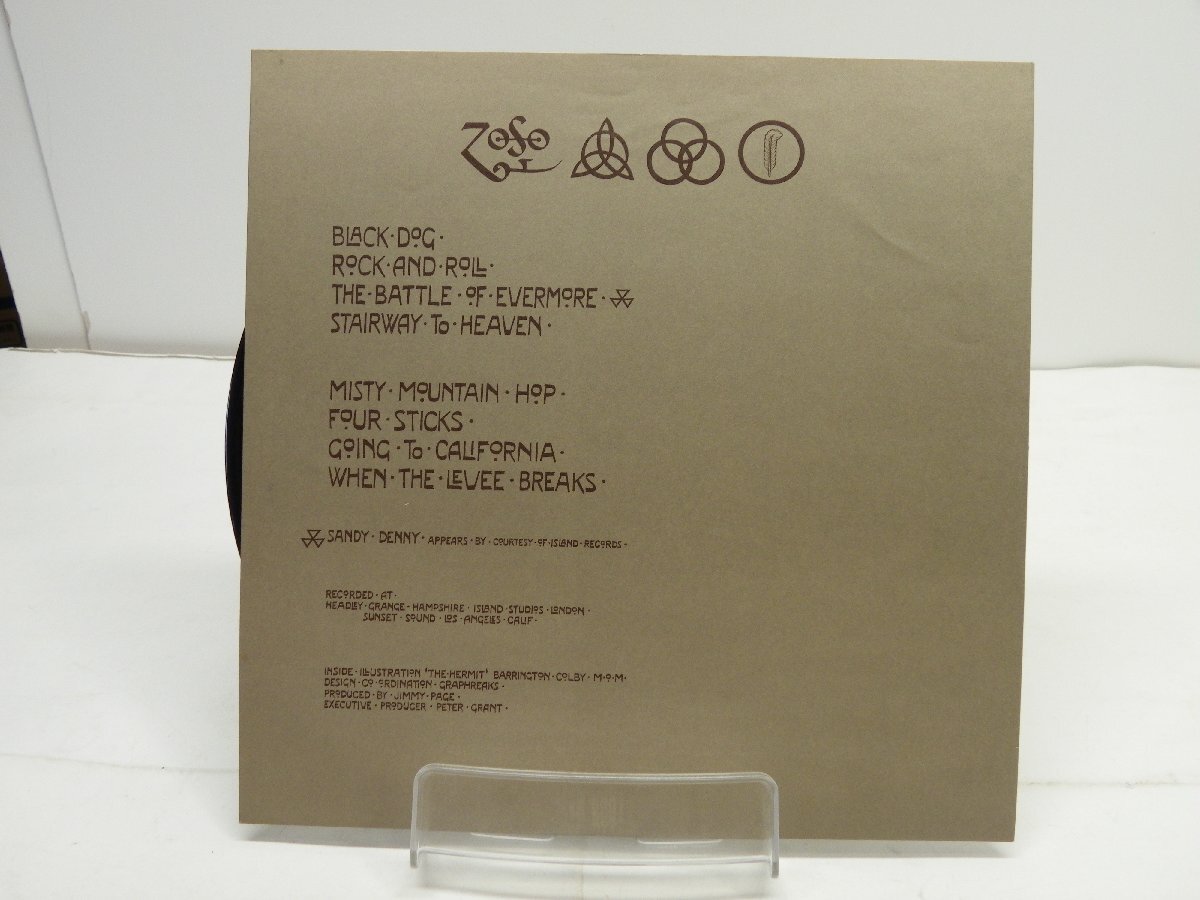 ZoSo
BLACK·DOG·
ROCK·AND·ROLL·
THE·BATTLE·OF·EVERMORE·
STAIRWAY·TO·HEAVEN·
MISTY·MOUNTAIN·HOP·
FOUR·STICKS·
GOING·TO·CALIFORNIA·
WHEN·THE·LEVEE·BREAKS·
SANDY·DENNY·APPEARS·BY·COURTESY·OF·ISLAND·RECORDS·
RECORDED·AT·
HEADLEY·GRANGE·HAMPSHIRE·ISLAND·STUDIOS·LONDON·
SUNSET·SOUND·LOS·ANGELES·CALIF·
INSIDE·ILLUSTRATION 'THE·HERMIT' BARRINGTON·COLBY·M·O·M·
DESIGN·CO·ORDINATION·GRAPHREAKS·
PRODUCED·BY·JIMMY·PAGE·
EXECUTIVE·PRODUCER·PETER·GRANT·